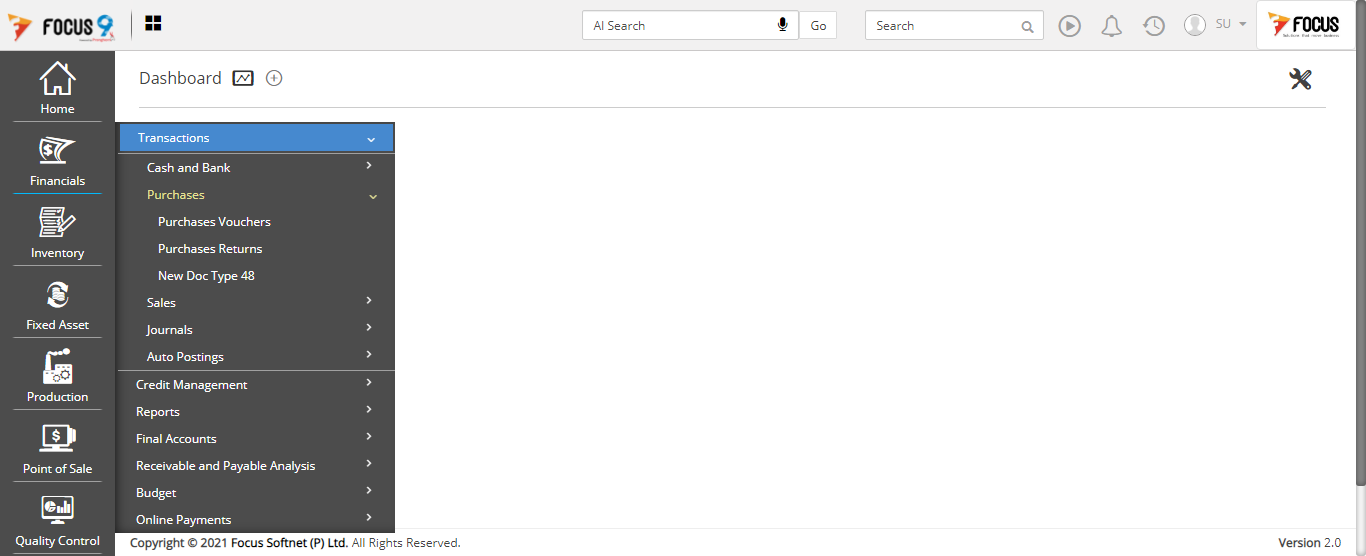 FOCUS 9
AI Search
Go
Search
SU
FOCUS
Home
Financials
Inventory
Fixed Asset
Production
Point of Sale
Quality Control
Dashboard
Transactions
Cash and Bank
Purchases
Purchases Vouchers
Purchases Returns
New Doc Type 48
Sales
Journals
Auto Postings
Credit Management
Reports
Final Accounts
Receivable and Payable Analysis
Budget
Online Payments
Copyright © 2021 Focus Softnet (P) Ltd. All Rights Reserved.
Version 2.0